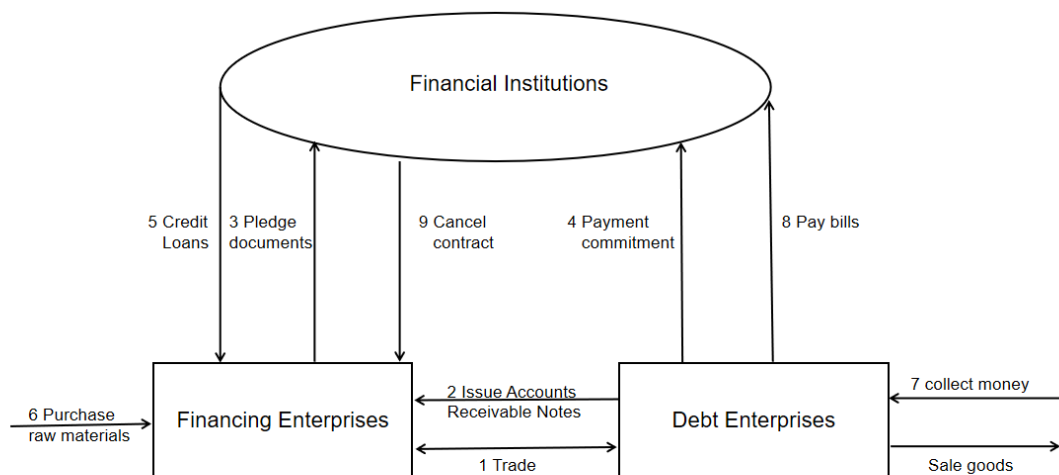 Financial Institutions
5 Credit
Loans
3 Pledge
documents
9 Cancel
contract
4 Payment
commitment
8 Pay bills
6 Purchase
raw materials
Financing Enterprises
2 Issue Accounts
Receivable Notes
1 Trade
Debt Enterprises
7 collect money
Sale goods